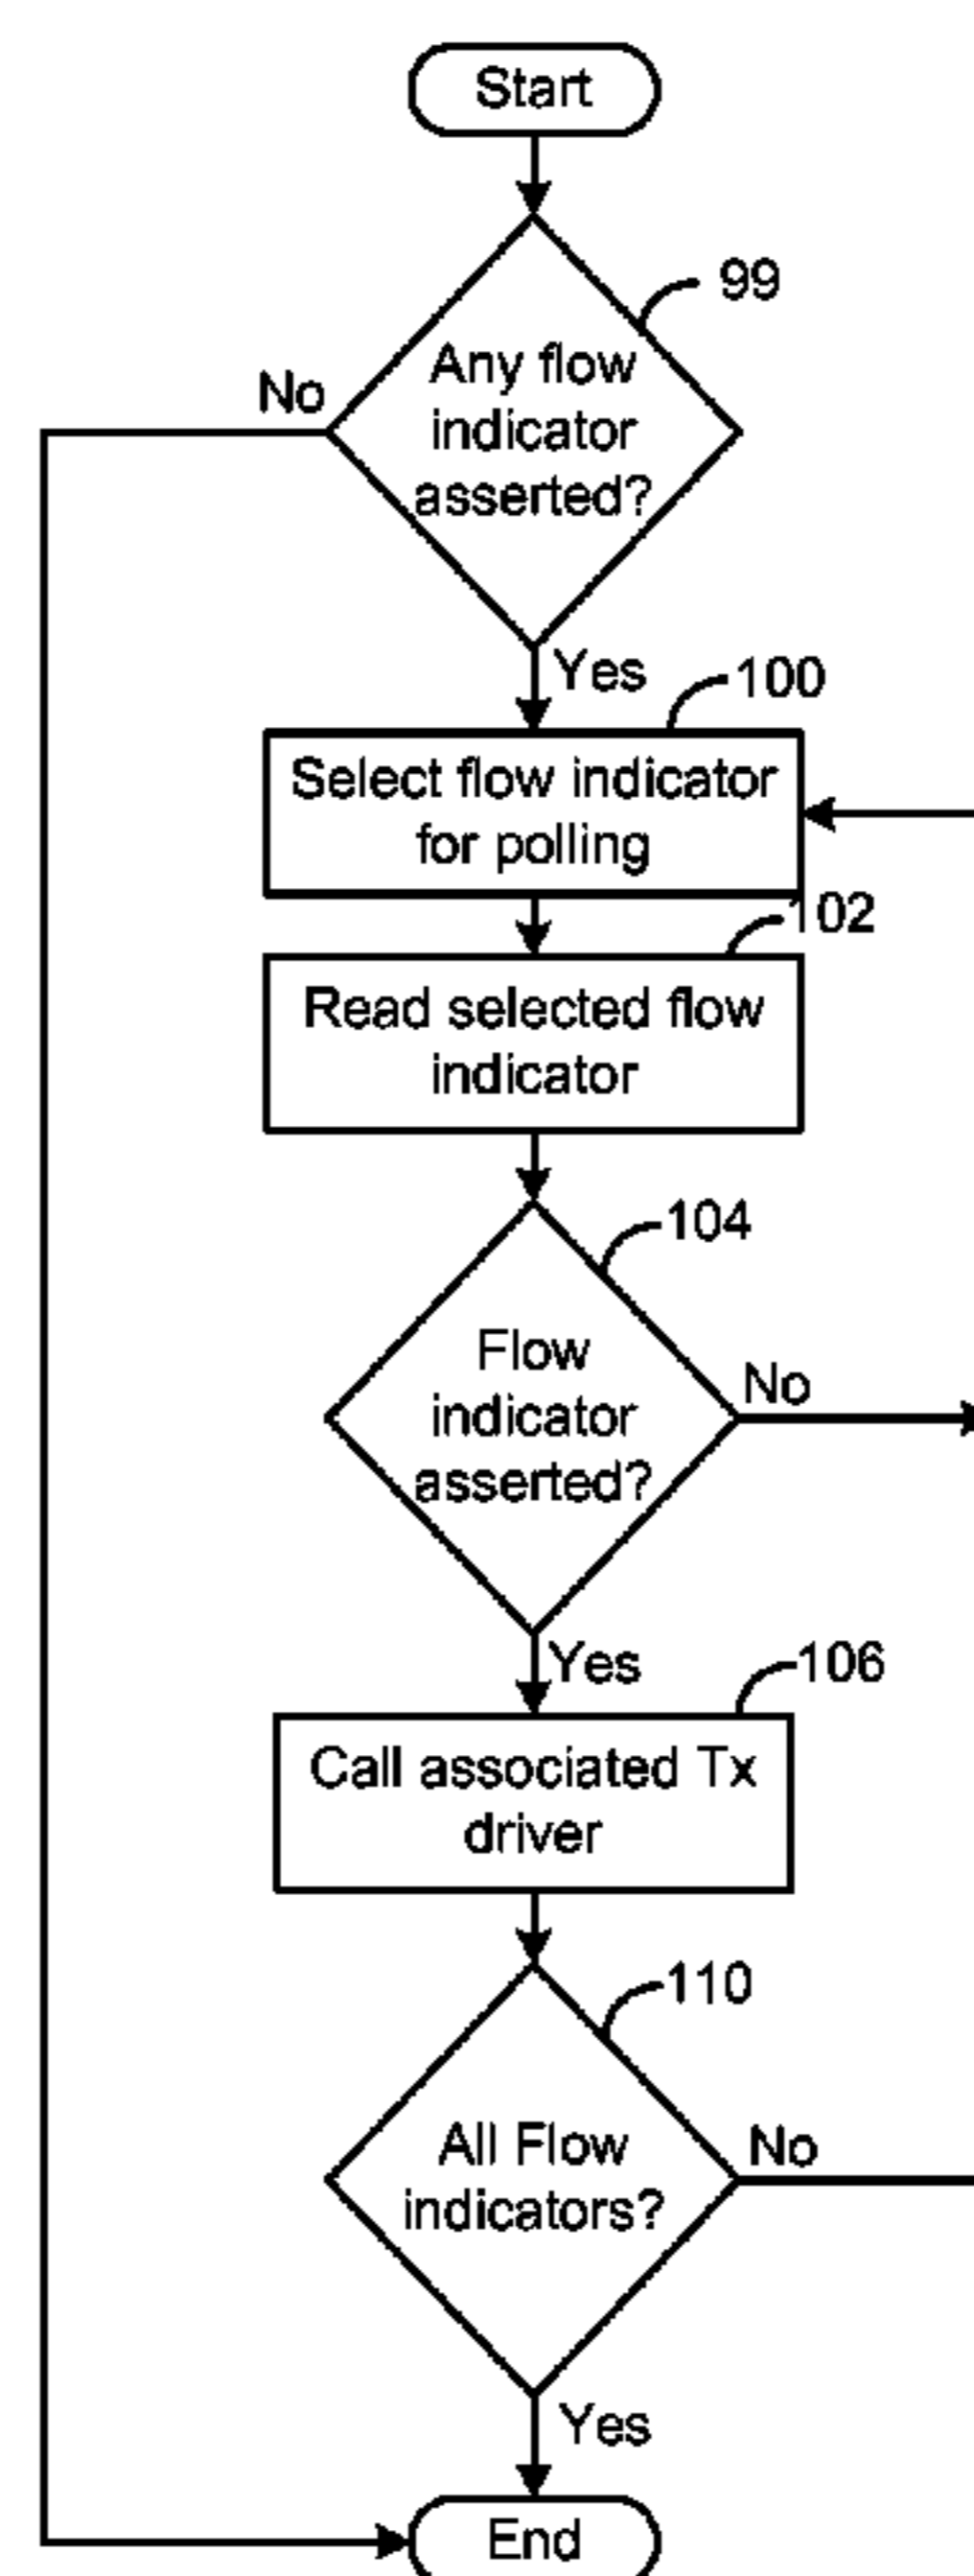 Start
99
Any flow
indicator
asserted?
No
Yes
100
Select flow indicator
for polling
102
Read selected flow
indicator
104
Flow
indicator
asserted?
No
Yes
106
Call associated Tx
driver
110
All Flow
indicators?
No
Yes
End